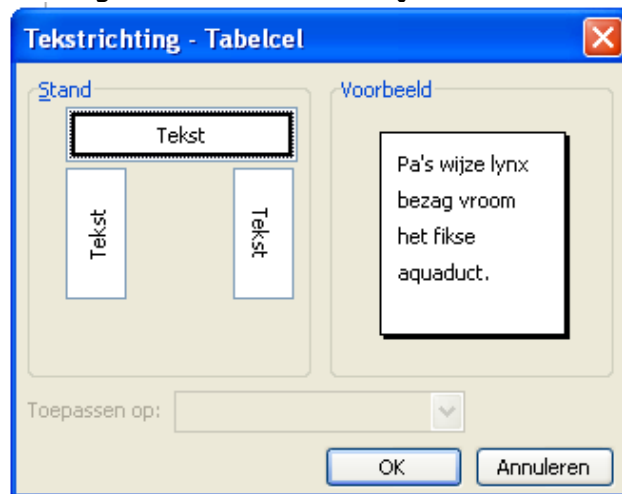 Tekstrichting - Tabelcel
Stand
Voorbeeld
Tekst
Tekst
Tekst
Pa's wijze lynx
bezag vroom
het fikse
aquaduct.
Toepassen op:
OK
Annuleren